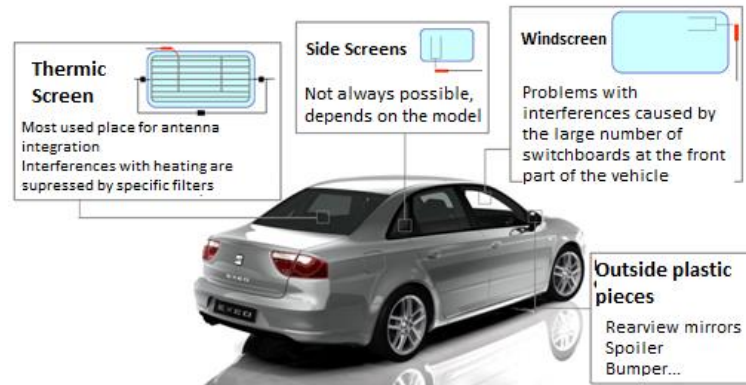 Thermic
Screen
Most used place for antenna
integration
Interferences with heating are
supressed by specific filters
Side Screens
Not always possible,
depends on the model
Windscreen
Problems with
interferences caused by
the large number of
switchboards at the front
part of the vehicle
Outside plastic
pieces
Rearview mirrors
Spoiler
Bumper...
EXEO
EXEO